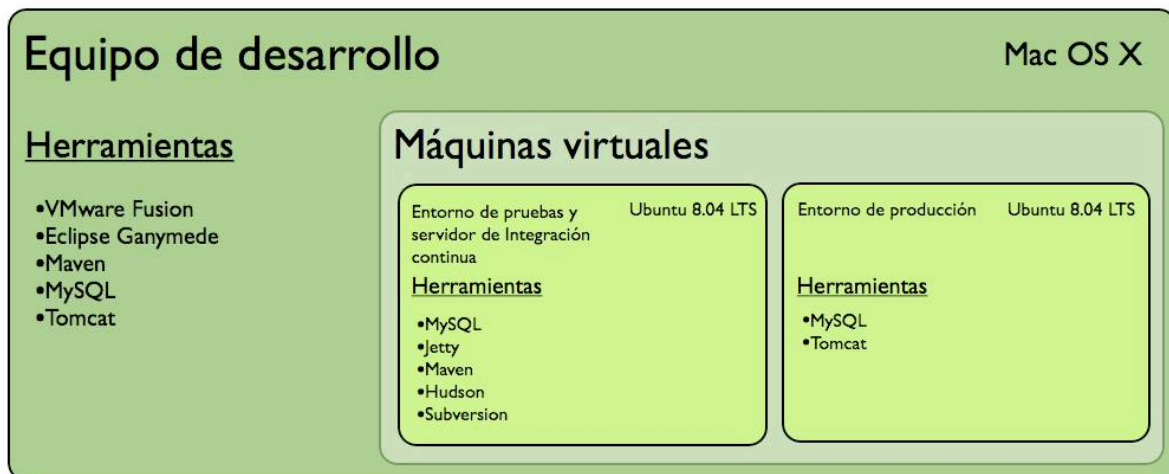 Equipo de desarrollo
Mac OS X
Herramientas
•VMware Fusion
•Eclipse Ganymede
•Maven
•MySQL
•Tomcat
Máquinas virtuales
Entorno de pruebas y
servidor de Integración
continua
Ubuntu 8.04 LTS
Herramientas
•MySQL
•Jetty
•Maven
•Hudson
•Subversion
Entorno de producción
Ubuntu 8.04 LTS
Herramientas
•MySQL
•Tomcat